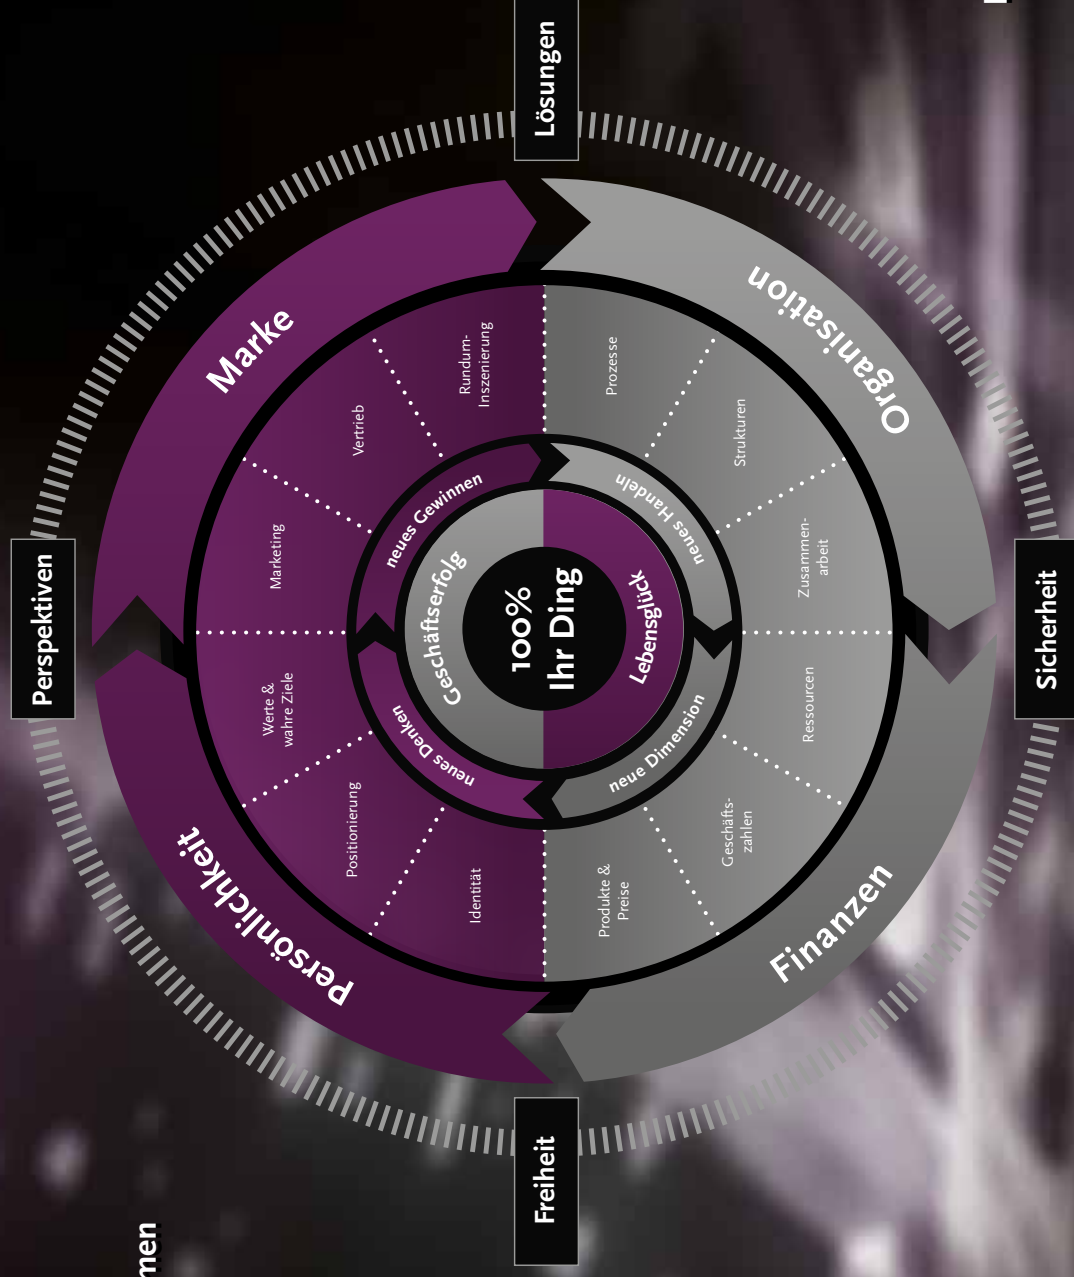 Perspektiven
Lösungen
Sicherheit
Freiheit
Persönlichkeit
Marke
Organisation
Finanzen
Identität
Positionierung
Werte &
wahre Ziele
Marketing
Vertrieb
Rundum-
Inszenierung
Prozesse
Strukturen
Zusammen-
arbeit
Ressourcen
Geschäfts-
zahlen
Produkte &
Preise
neues Denken
neues Gewinnen
neues Handeln
neue Dimension
Geschäftserfolg
100%
Ihr Ding
Lebensglück
men